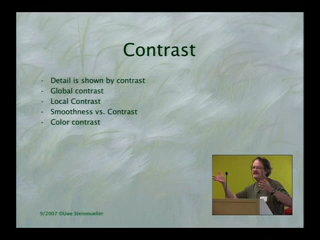 Contrast
- Detail is shown by contrast
- Global contrast
- Local Contrast
- Smoothness vs. Contrast
- Color contrast
9/2007 ©Uwe Steinmueller